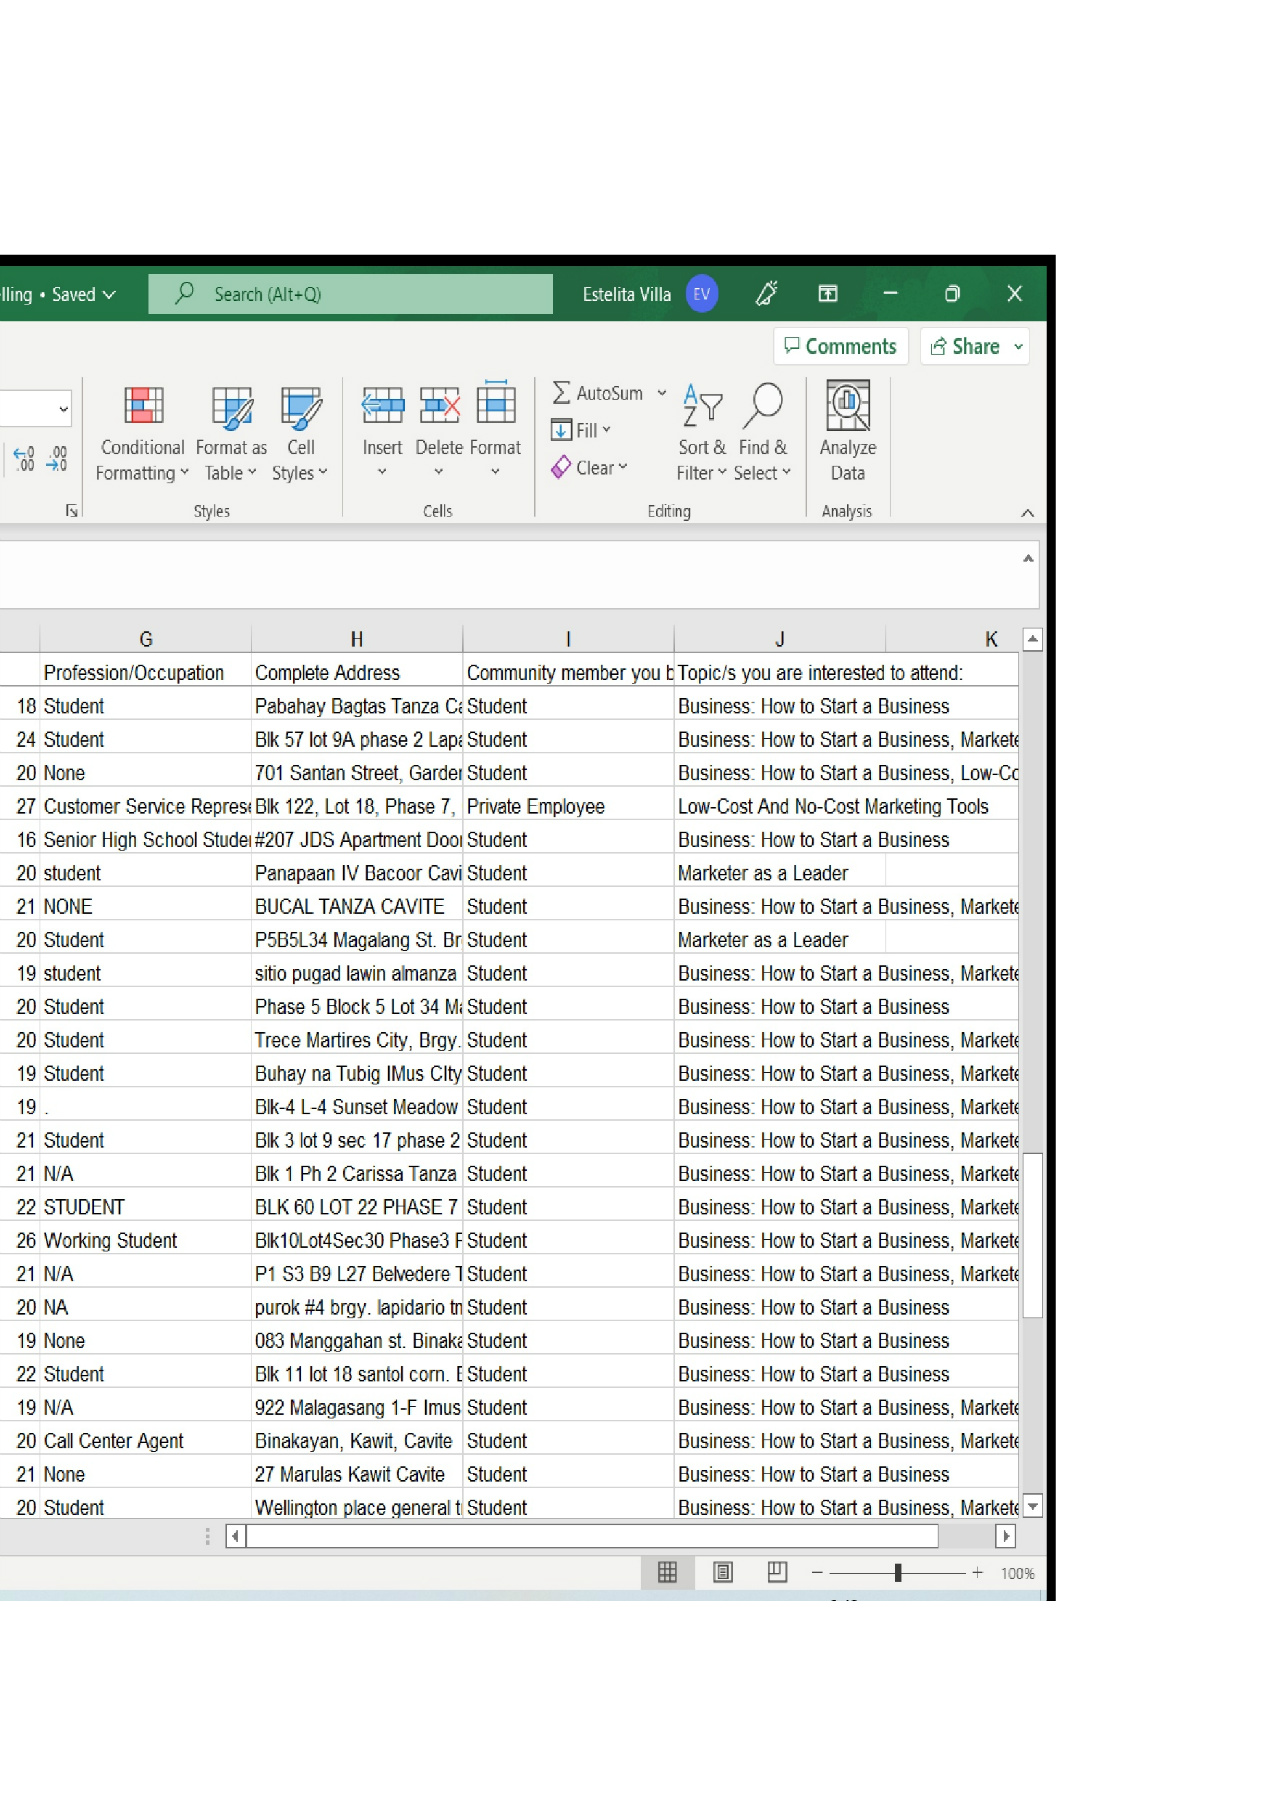 lling • Saved Search (Alt+Q) Estelita Villa EV
Comments Share
AutoSum
Fill
Clear
Conditional Formatting
Format as Table
Cell Styles
Insert Delete Format
Sort & Filter
Find & Select
Analyze Data
.00 .00
Styles Cells Editing Analysis
G H I J K
Profession/Occupation Complete Address Community member you b Topic/s you are interested to attend:
18 Student Pabahay Bagtas Tanza Ca Student Business: How to Start a Business
24 Student Blk 57 lot 9A phase 2 Lapa Student Business: How to Start a Business, Markete
20 None 701 Santan Street, Garder Student Business: How to Start a Business, Low-Co
27 Customer Service Represe Blk 122, Lot 18, Phase 7, Private Employee Low-Cost And No-Cost Marketing Tools
16 Senior High School Studen #207 JDS Apartment Door Student Business: How to Start a Business
20 student Panapaan IV Bacoor Cavi Student Marketer as a Leader
21 NONE BUCAL TANZA CAVITE Student Business: How to Start a Business, Markete
20 Student P5B5L34 Magalang St. Br Student Marketer as a Leader
19 student sitio pugad lawin almanza Student Business: How to Start a Business, Markete
20 Student Phase 5 Block 5 Lot 34 Ma Student Business: How to Start a Business
20 Student Trece Martires City, Brgy. Student Business: How to Start a Business, Markete
19 Student Buhay na Tubig IMus CIty Student Business: How to Start a Business, Markete
19 . Blk-4 L-4 Sunset Meadow Student Business: How to Start a Business, Markete
21 Student Blk 3 lot 9 sec 17 phase 2 Student Business: How to Start a Business, Markete
21 N/A Blk 1 Ph 2 Carissa Tanza Student Business: How to Start a Business, Markete
22 STUDENT BLK 60 LOT 22 PHASE 7 Student Business: How to Start a Business, Markete
26 Working Student Blk10Lot4Sec30 Phase3 P Student Business: How to Start a Business, Markete
21 N/A P1 S3 B9 L27 Belvedere T Student Business: How to Start a Business, Markete
20 NA purok #4 brgy. lapidario tm Student Business: How to Start a Business
19 None 083 Manggahan st. Binaka Student Business: How to Start a Business
22 Student Blk 11 lot 18 santol corn. E Student Business: How to Start a Business
19 N/A 922 Malagasang 1-F Imus Student Business: How to Start a Business, Markete
20 Call Center Agent Binakayan, Kawit, Cavite Student Business: How to Start a Business, Markete
21 None 27 Marulas Kawit Cavite Student Business: How to Start a Business
20 Student Wellington place general t Student Business: How to Start a Business, Markete
100%